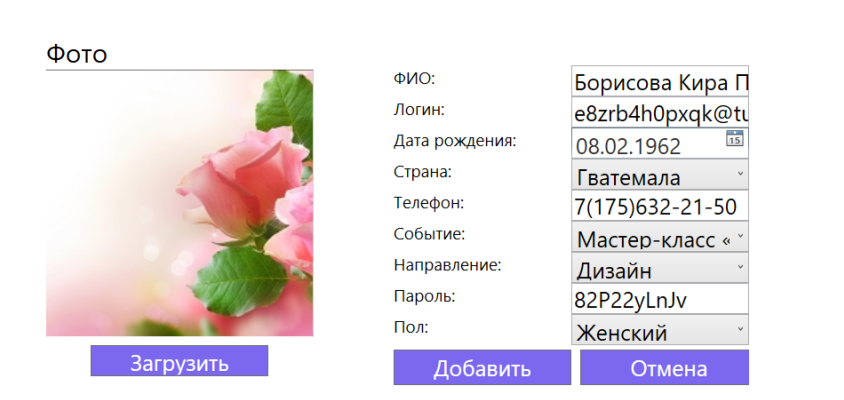 Фото
ФИО: Борисова Кира П
Логин: e8zrb4h0pxqk@tu
Дата рождения: 08.02.1962 15
Страна: Гватемала
Телефон: 7(175)632-21-50
Событие: Мастер-класс «
Направление: Дизайн
Пароль: 82P22yLnJv
Пол: Женский
Загрузить Добавить Отмена